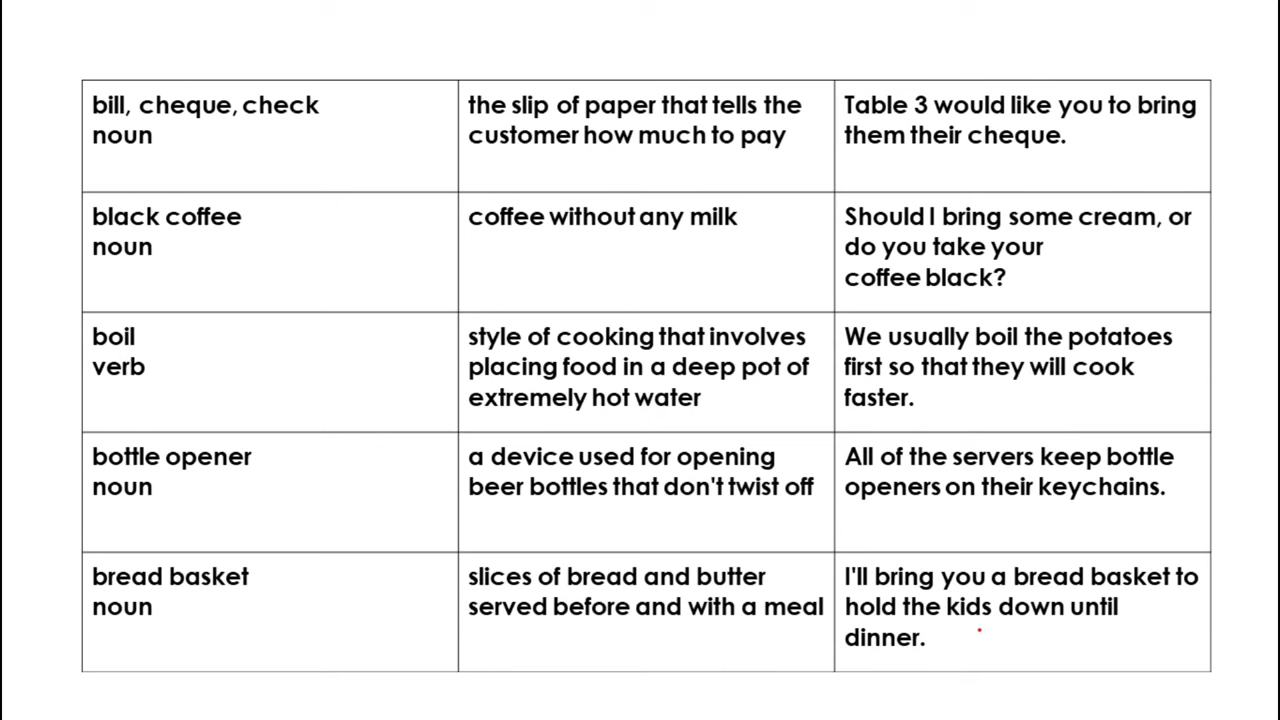 bill, cheque, check
noun
the slip of paper that tells the
customer how much to pay
Table 3 would like you to bring
them their cheque.
black coffee
noun
coffee without any milk
Should I bring some cream, or
do you take your
coffee black?
boil
verb
style of cooking that involves
placing food in a deep pot of
extremely hot water
We usually boil the potatoes
first so that they will cook
faster.
bottle opener
noun
a device used for opening
beer bottles that don't twist off
All of the servers keep bottle
openers on their keychains.
bread basket
noun
slices of bread and butter
served before and with a meal
I'll bring you a bread basket to
hold the kids down until
dinner.